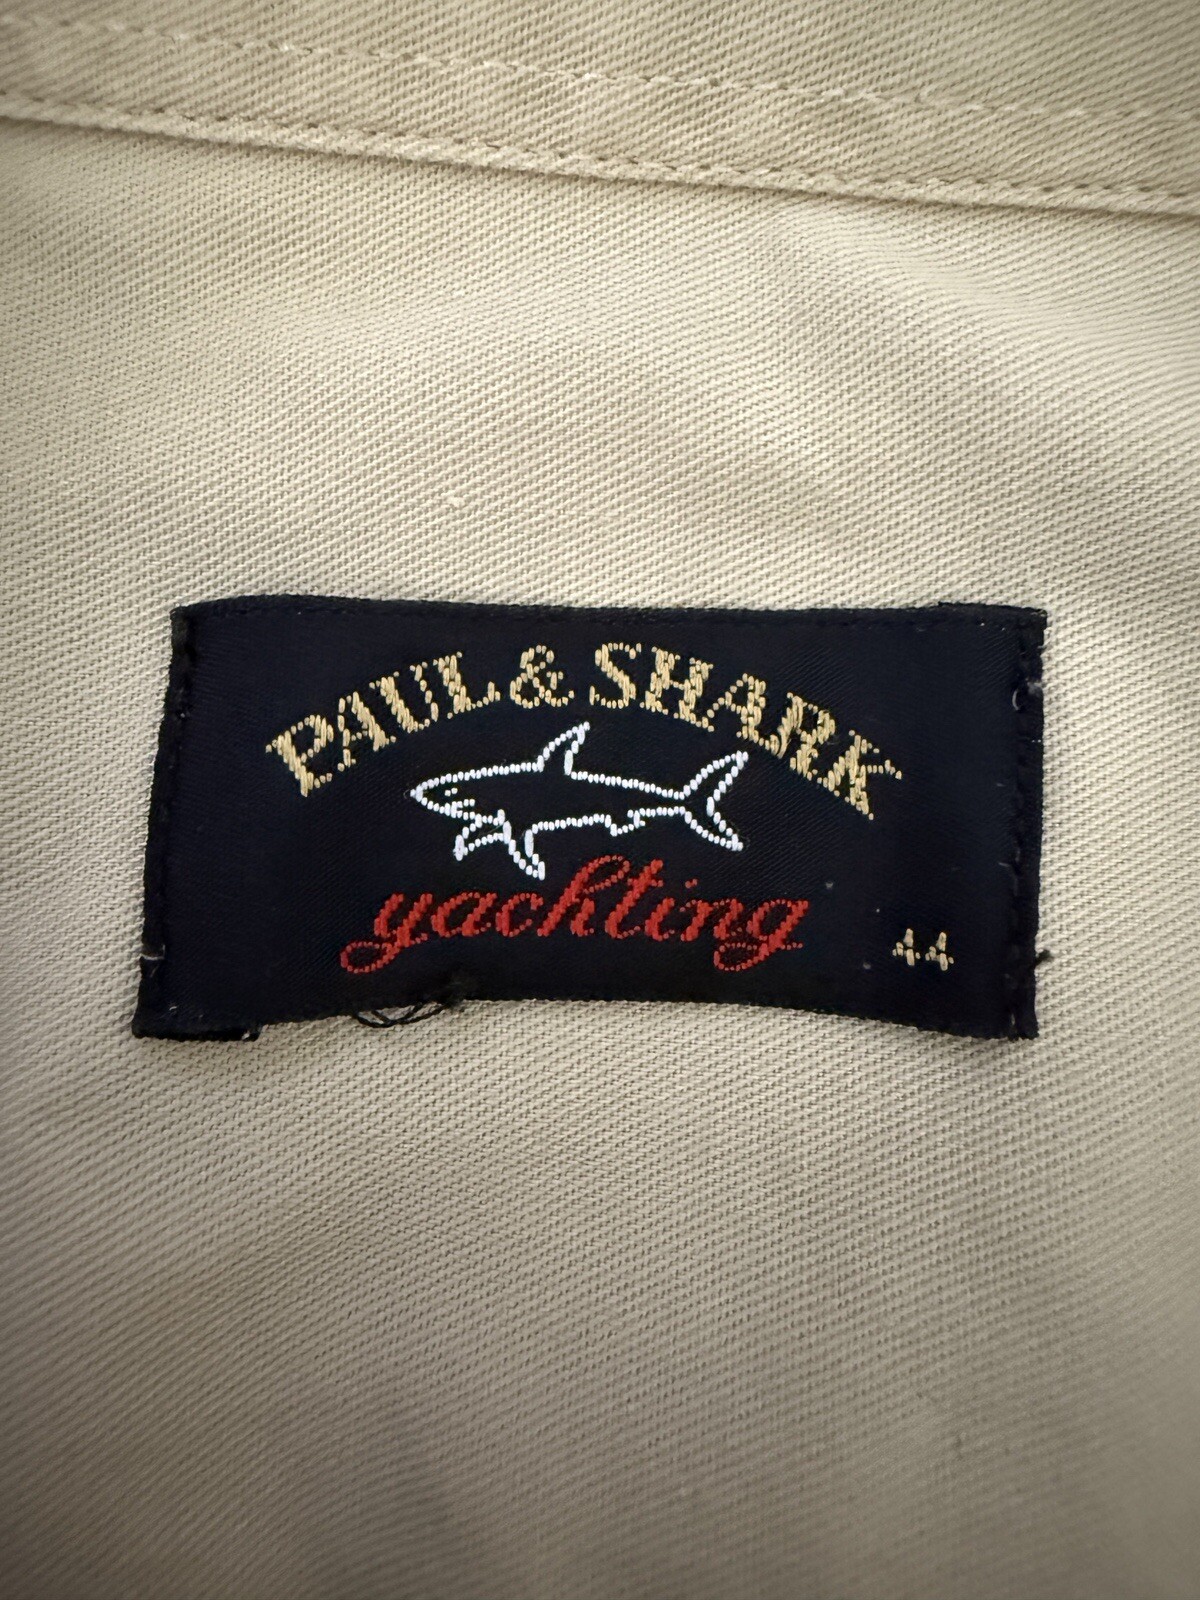 PAUL & SHARK
yachting
44